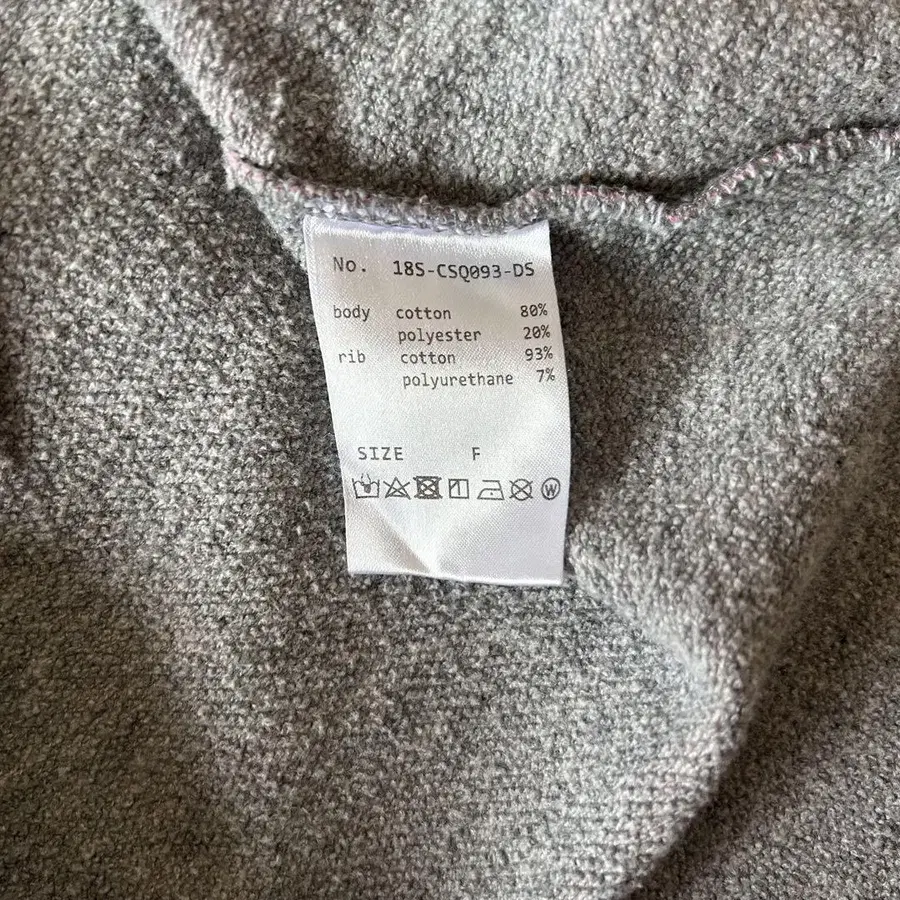 No. 18S-CSQ093-DS
body cotton 80%
polyester 20%
rib cotton 93%
polyurethane 7%
SIZE F
W